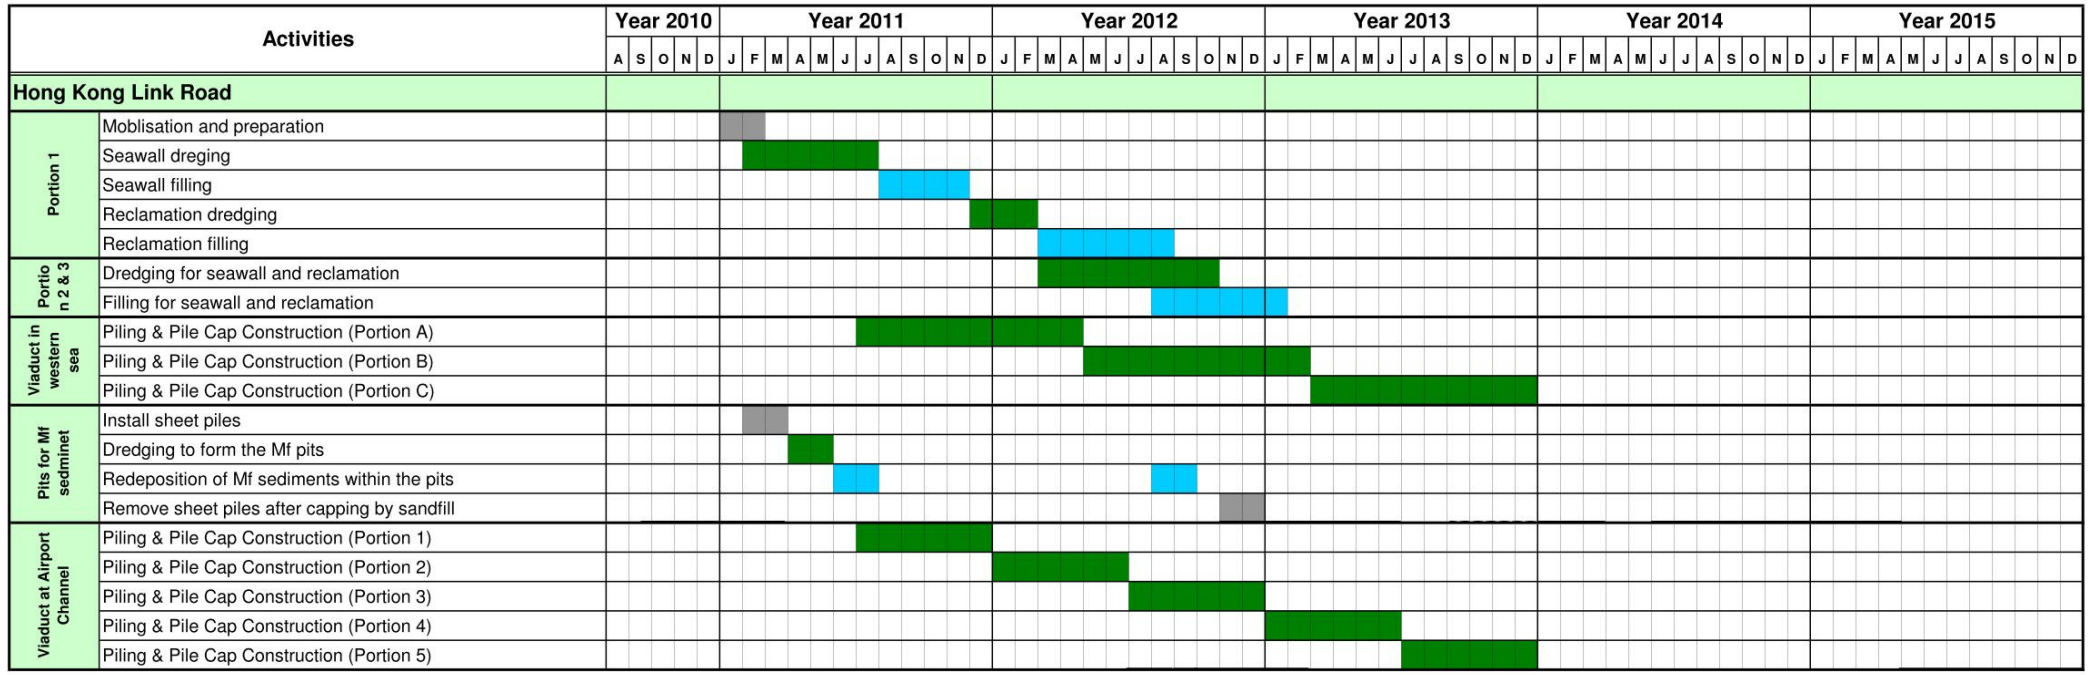 Activities
Year 2010 Year 2011 Year 2012 Year 2013 Year 2014 Year 2015
A S O N D J F M A M J J A S O N D J F M A M J J A S O N D J F M A M J J A S O N D J F M A M J J A S O N D J F M A M J J A S O N D
Hong Kong Link Road
Portion 1
Moblisation and preparation
Seawall dreging
Seawall filling
Reclamation dredging
Reclamation filling
Portio
n 2 & 3
Dredging for seawall and reclamation
Filling for seawall and reclamation
Viaduct in
western
sea
Piling & Pile Cap Construction (Portion A)
Piling & Pile Cap Construction (Portion B)
Piling & Pile Cap Construction (Portion C)
Pits for Mf
sedminet
Install sheet piles
Dredging to form the Mf pits
Redeposition of Mf sediments within the pits
Remove sheet piles after capping by sandfill
Viaduct at Airport
Channel
Piling & Pile Cap Construction (Portion 1)
Piling & Pile Cap Construction (Portion 2)
Piling & Pile Cap Construction (Portion 3)
Piling & Pile Cap Construction (Portion 4)
Piling & Pile Cap Construction (Portion 5)